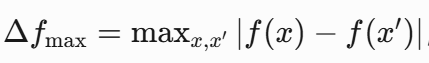 Δf_max = max_{x,x′} |f(x) − f(x′)|.